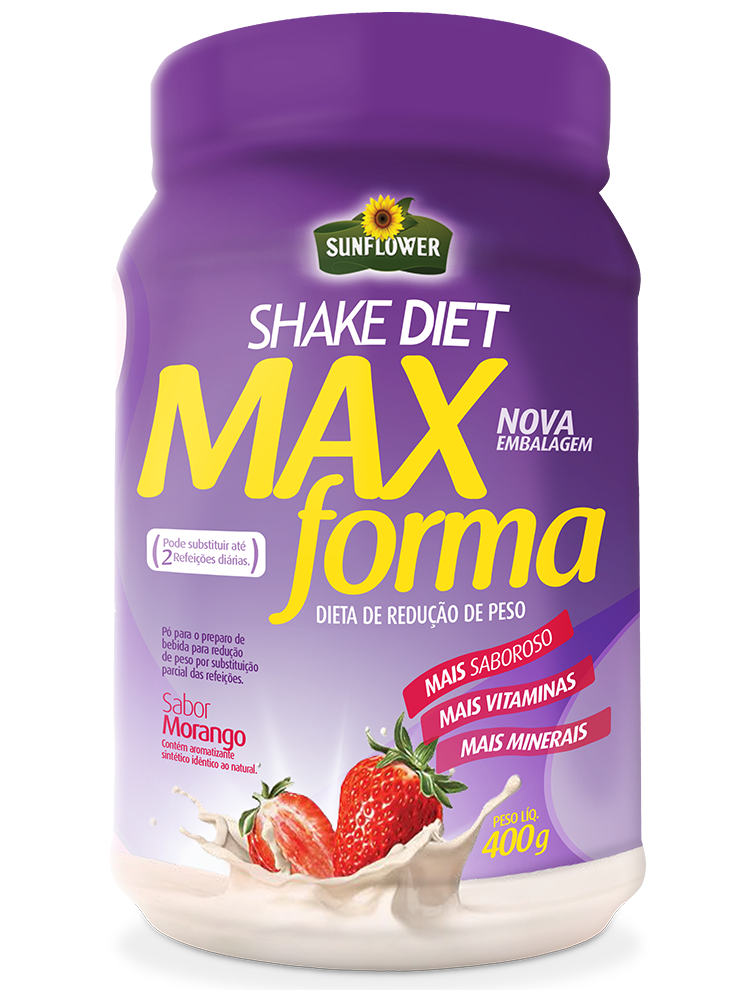 SUNFLOWER
SHAKE DIET
MAX
NOVA
EMBALAGEM
forma
(Pode substituir até
2 Refeições diárias.)
DIETA DE REDUÇÃO DE PESO
Pó para o preparo de
bebida para redução
de peso por substituição
parcial das refeições.
MAIS SABOROSO
MAIS VITAMINAS
MAIS MINERAIS
Sabor
Morango
Contém aromatizante
sintético idêntico ao natural.
PESO LÍQ.
400g